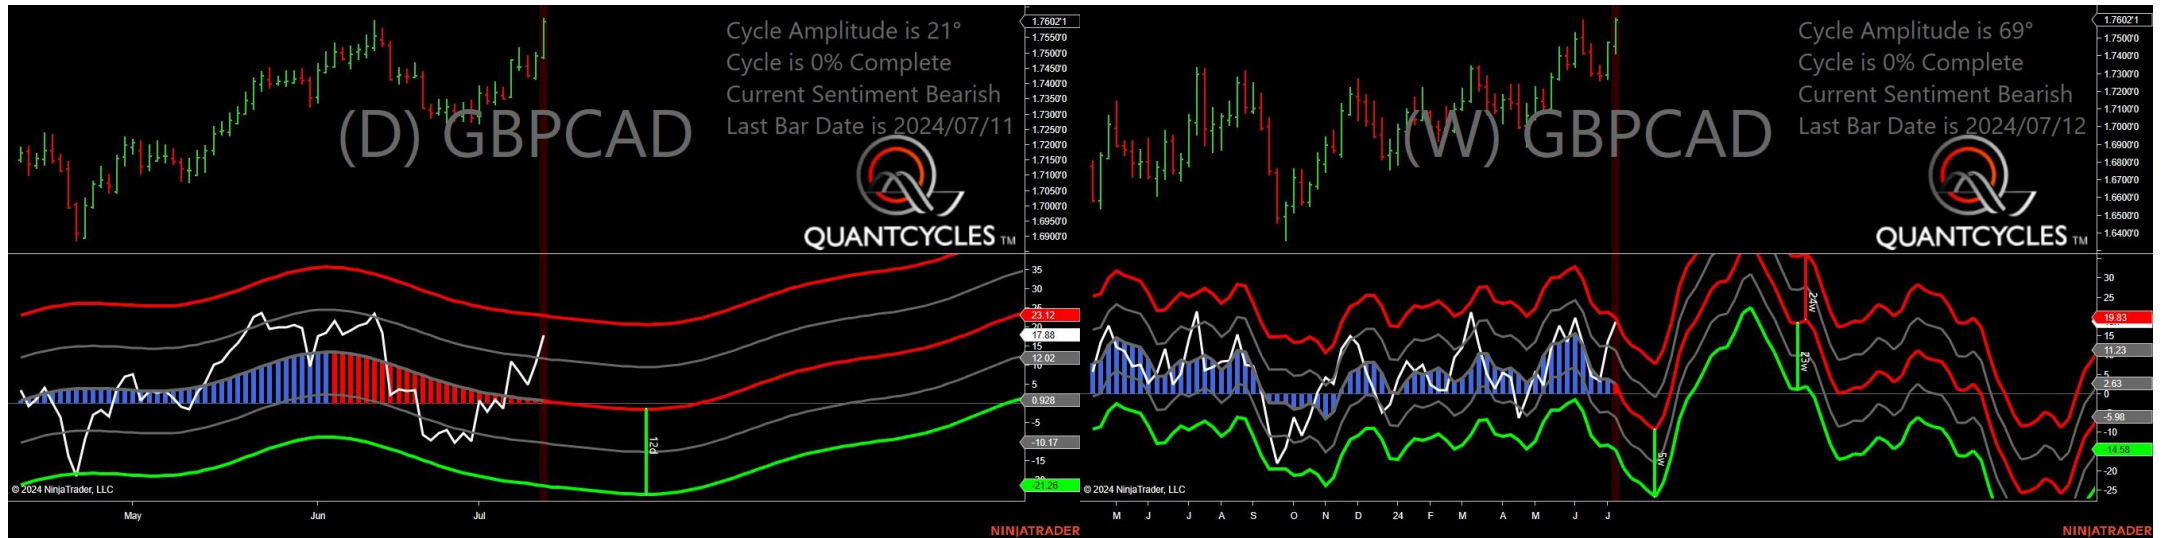 Cycle Amplitude is 21°
Cycle is 0% Complete
Current Sentiment Bearish
Last Bar Date is 2024/07/11
(D) GBPCAD
QUANTCYCLES TM
1.7602'1
1.7550'0
1.7500'0
1.7450'0
1.7400'0
1.7350'0
1.7300'0
1.7250'0
1.7200'0
1.7150'0
1.7100'0
1.7050'0
1.7000'0
1.6950'0
1.6900'0
35
30
25
23.12
20
17.88
15
12.02
10
5
0.928
-5
-10.17
-15
-21.26
12d
© 2024 NinjaTrader, LLC
May
Jun
Jul
NINJATRADER
Cycle Amplitude is 69°
Cycle is 0% Complete
Current Sentiment Bearish
Last Bar Date is 2024/07/12
(W) GBPCAD
QUANTCYCLES TM
1.7602'1
1.7500'0
1.7400'0
1.7300'0
1.7200'0
1.7100'0
1.7000'0
1.6900'0
1.6800'0
1.6700'0
1.6600'0
1.6500'0
1.6400'0
30
25
19.83
11.23
5
2.63
0
-5.98
-10
-14.58
-20
-25
24w
23w
5w
© 2024 NinjaTrader, LLC
M
J
J
A
S
O
N
D
24
F
M
A
M
J
J
NINJATRADER